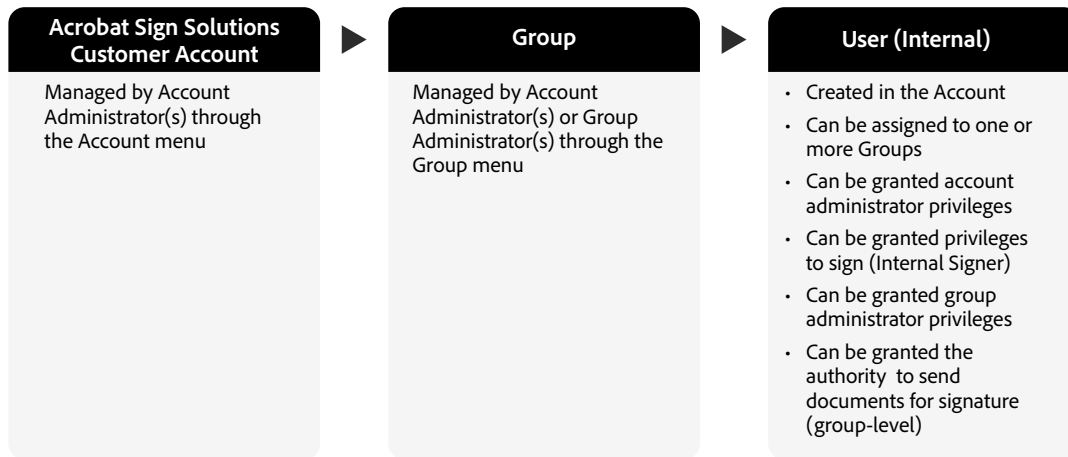 Acrobat Sign Solutions
Customer Account
Managed by Account
Administrator(s) through
the Account menu
Group
Managed by Account
Administrator(s) or Group
Administrator(s) through the
Group menu
User (Internal)
• Created in the Account
• Can be assigned to one or
more Groups
• Can be granted account
administrator privileges
• Can be granted privileges
to sign (Internal Signer)
• Can be granted group
administrator privileges
• Can be granted the
authority  to send
documents for signature
(group-level)